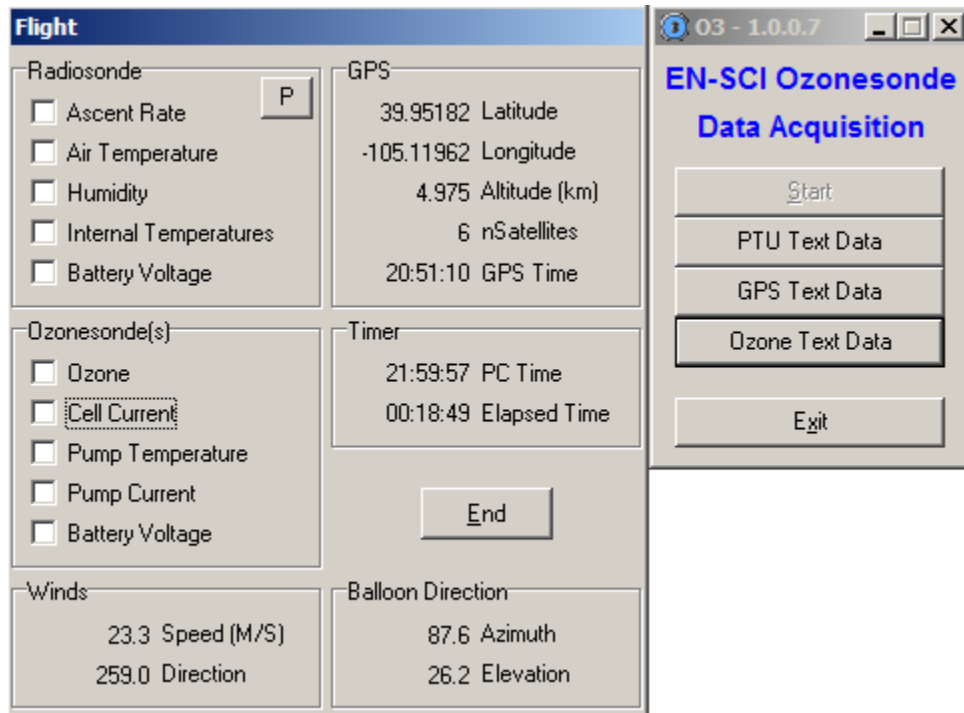 Flight
Radiosonde
P
Ascent Rate
Air Temperature
Humidity
Internal Temperatures
Battery Voltage
GPS
39.95182 Latitude
-105.11962 Longitude
4.975 Altitude (km)
6 nSatellites
20:51:10 GPS Time
Ozonesonde(s)
Ozone
Cell Current
Pump Temperature
Pump Current
Battery Voltage
Timer
21:59:57 PC Time
00:18:49 Elapsed Time
End
Winds
23.3 Speed (M/S)
259.0 Direction
Balloon Direction
87.6 Azimuth
26.2 Elevation
O3 - 1.0.0.7
EN-SCI Ozonesonde
Data Acquisition
Start
PTU Text Data
GPS Text Data
Ozone Text Data
Exit